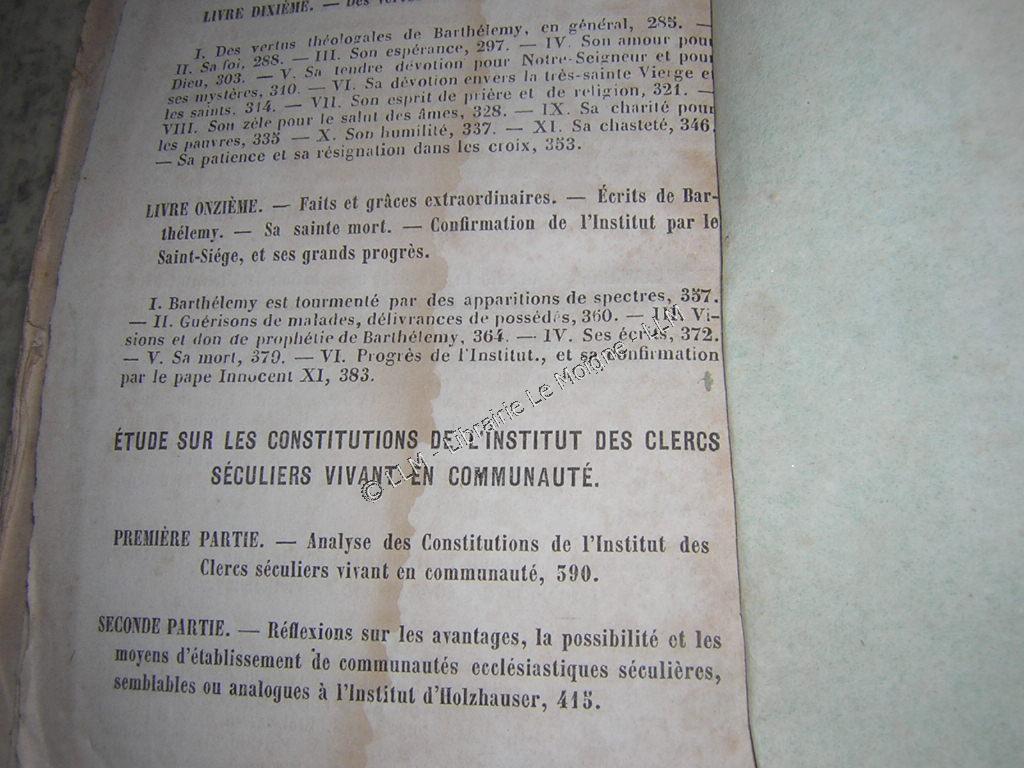 LIVRE DIXIÈME. — Des
I. Des vertus théologales de Barthélemy, en général, 285. —
II. Sa foi, 288. — III. Son espérance, 297. — IV. Son amour pour
Dieu, 303. — V. Sa tendre dévotion pour Notre-Seigneur et pour
ses mystères, 310. — VI. Sa dévotion envers la très-sainte Vierge et
les saints, 314. — VII. Son esprit de prière et de religion, 321. —
VIII. Son zèle pour le salut des âmes, 328. — IX. Sa charité pour
les pauvres, 335 — X. Son humilité, 337. — XI. Sa chasteté, 346.
— Sa patience et sa résignation dans les croix, 353.
LIVRE ONZIÈME. — Faits et grâces extraordinaires. — Écrits de Bar-
thélemy. — Sa sainte mort. — Confirmation de l'Institut par le
Saint-Siége, et ses grands progrès.
I. Barthélemy est tourmenté par des apparitions de spectres, 357.
— II. Guérisons de malades, délivrances de possédés, 360. — III. Vi-
sions et don de prophétie de Barthélemy, 364. — IV. Ses écrits, 372.
— V. Sa mort, 379. — VI. Progrès de l'Institut., et sa confirmation
par le pape Innocent XI, 383.
ÉTUDE SUR LES CONSTITUTIONS DE L'INSTITUT DES CLERCS
SÉCULIERS VIVANT EN COMMUNAUTÉ.
PREMIÈRE PARTIE. — Analyse des Constitutions de l'Institut des
Clercs séculiers vivant en communauté, 390.
SECONDE PARTIE. — Réflexions sur les avantages, la possibilité et les
moyens d'établissement de communautés ecclésiastiques séculières,
semblables ou analogues à l'Institut d'Holzhauser, 415.
© LLM - Librairie Le Moigne - LLM